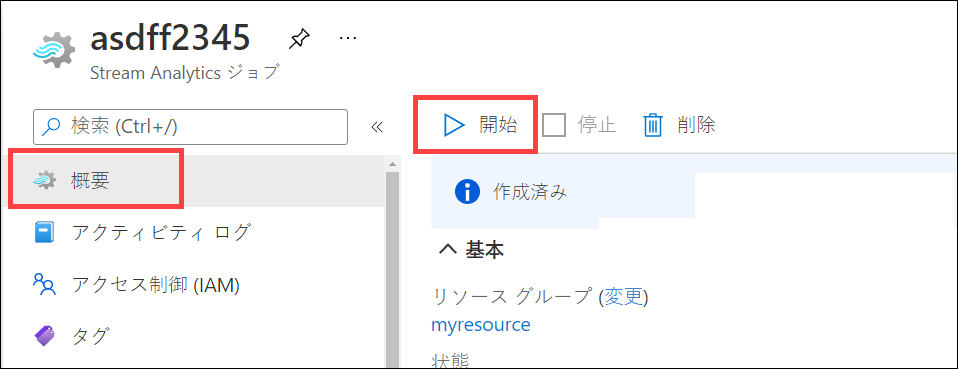 asdff2345
Stream Analytics ジョブ
検索 (Ctrl+/)
開始 停止 削除
概要
作成済み
アクティビティ ログ
基本
アクセス制御 (IAM)
リソース グループ (変更)
myresource
タグ
状態